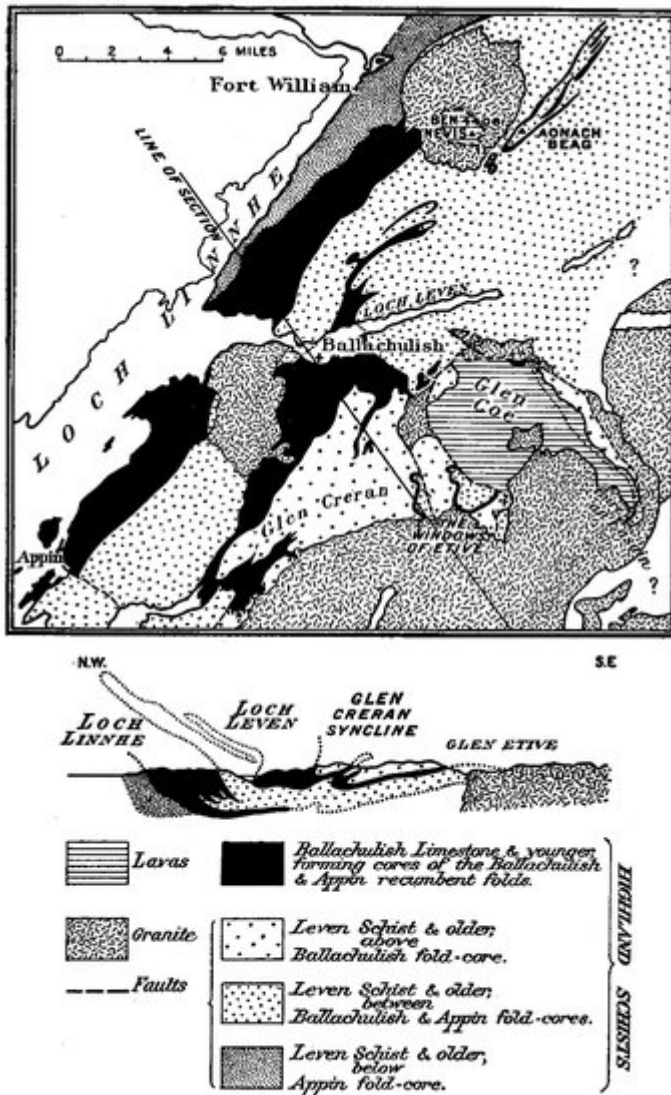 0 2 4 6 MILES
Fort William
BEN
NEVIS
AONACH
BEAG
LINE OF SECTION
LOCH LINNHE
LOCH LEVEN
?
Ballachulish
Glen
Coe
Glen Creran
THE
WINDOWS
OF ETIVE
Appin
?
N.W.
S.E
LOCH
LINNHE
LOCH
LEVEN
GLEN
CRERAN
SYNCLINE
GLEN ETIVE
Lavas
Ballachulish Limestone & younger,
forming cores of the Ballachulish
& Appin recumbent folds.
Granite
Leven Schist & older,
above
Ballachulish fold-core.
Faults
Leven Schist & older,
between
Ballachulish & Appin fold-cores.
Leven Schist & older,
below
Appin fold-core.
HIGHLAND
SCHISTS